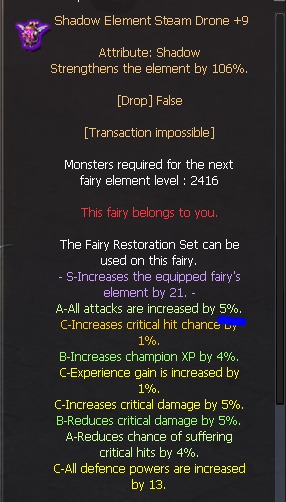 Shadow Element Steam Drone +9
Attribute: Shadow
Strengthens the element by 106%.
[Drop] False
[Transaction impossible]
Monsters required for the next
fairy element level : 2416
This fairy belongs to you.
The Fairy Restoration Set can be
used on this fairy.
- S-Increases the equipped fairy's
element by 21. -
A-All attacks are increased by 5%.
C-Increases critical hit chance by
1%.
B-Increases champion XP by 4%.
C-Experience gain is increased by
1%.
C-Increases critical damage by 5%.
B-Reduces critical damage by 5%.
A-Reduces chance of suffering
critical hits by 4%.
C-All defence powers are increased
by 13.